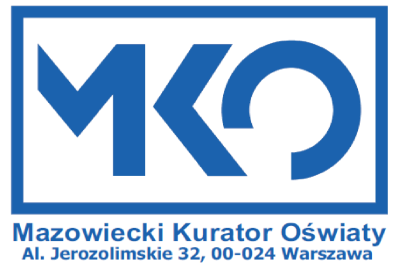 MKO
Mazowiecki Kurator Oświaty
Al. Jerozolimskie 32, 00-024 Warszawa